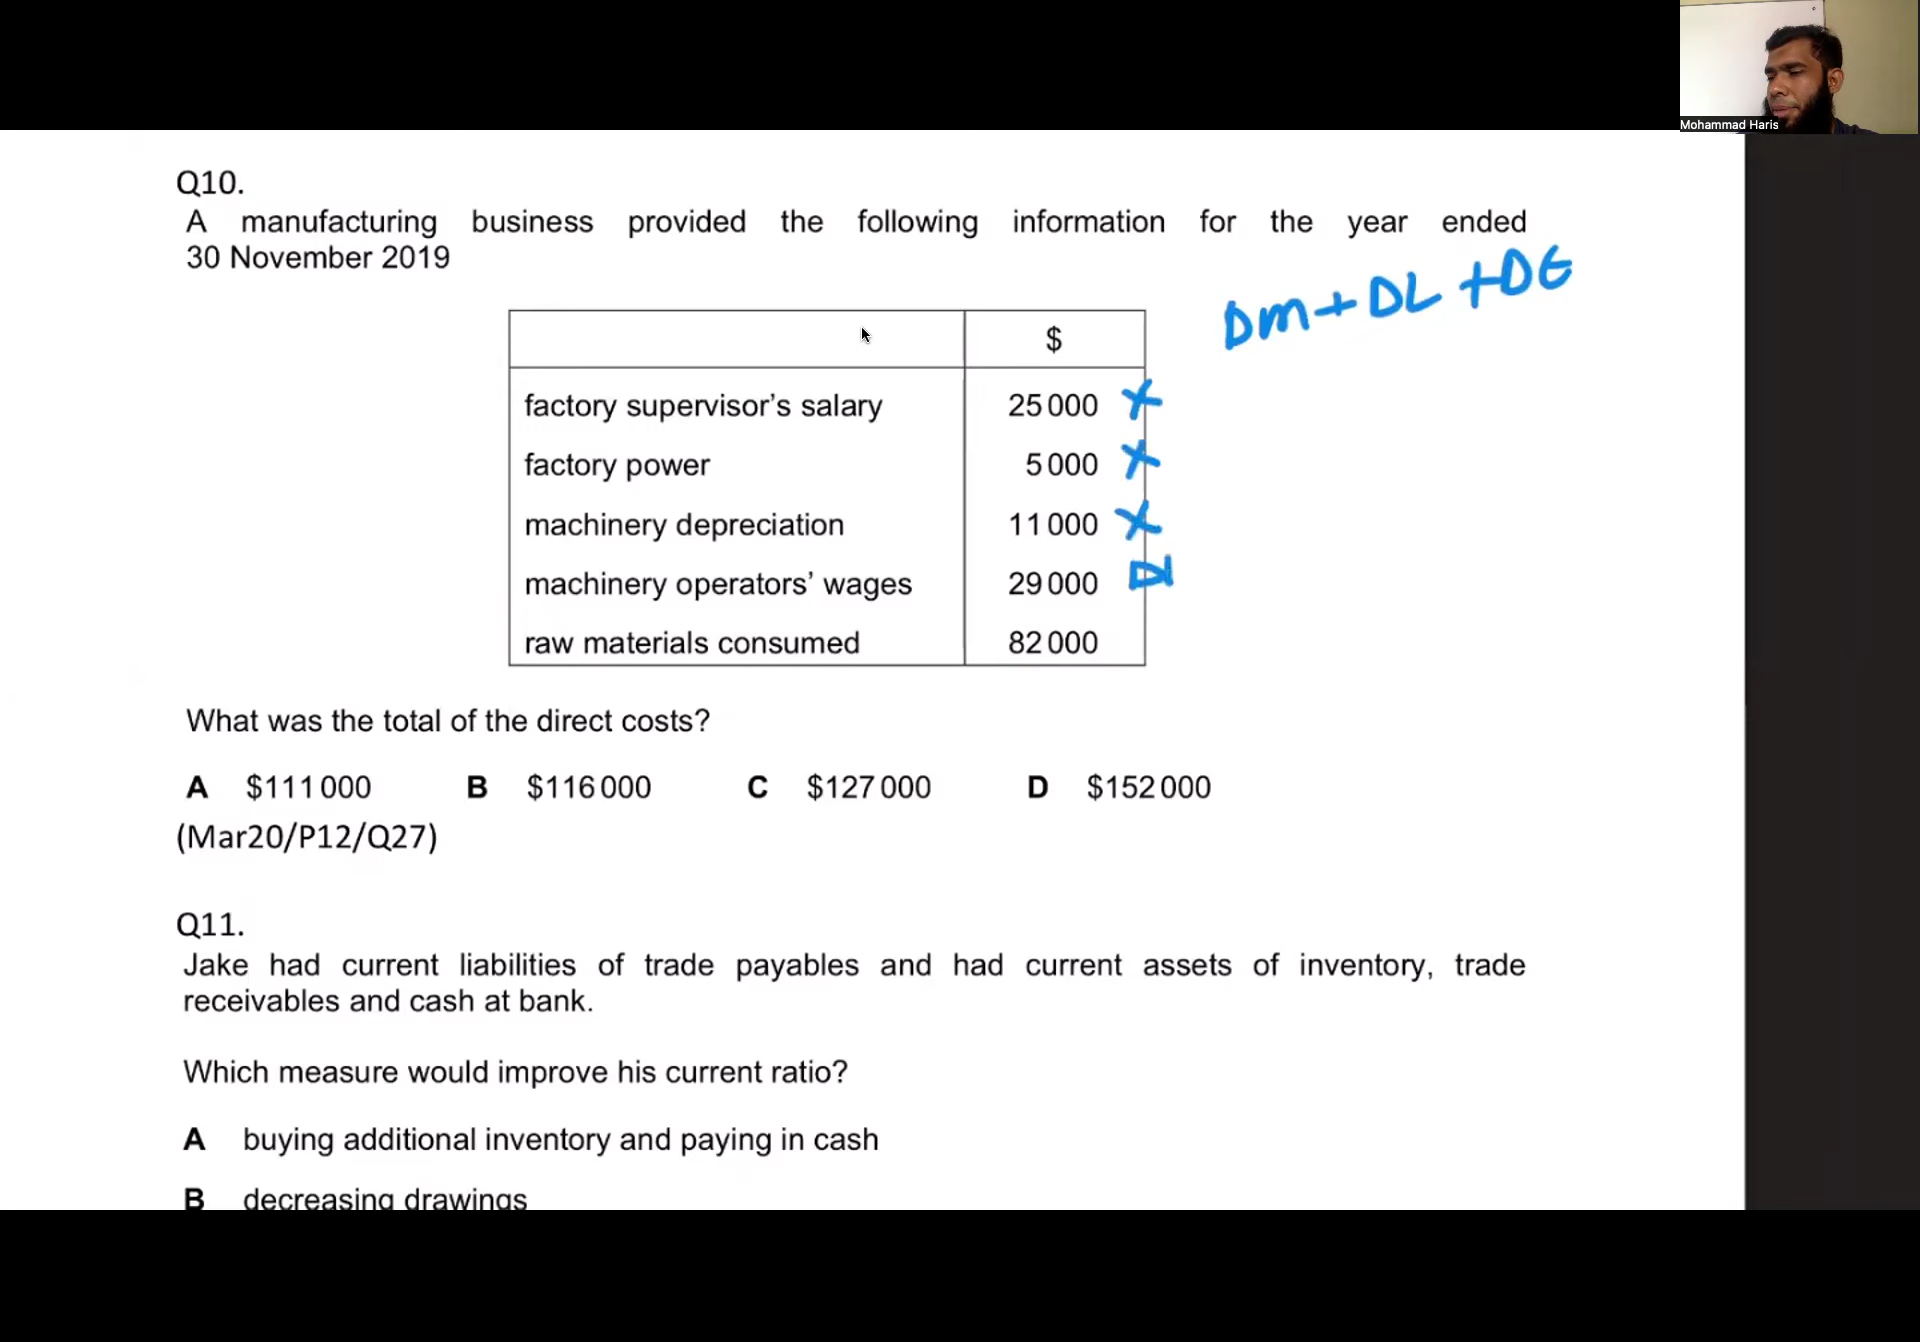 Mohammad Haris
Q10.
A manufacturing business provided the following information for the year ended
30 November 2019
DM + DL + DE
$
factory supervisor's salary 25 000 X
factory power 5 000 X
machinery depreciation 11 000 X
machinery operators' wages 29 000 DL
raw materials consumed 82 000
What was the total of the direct costs?
A $111 000 B $116 000 C $127 000 D $152 000
(Mar20/P12/Q27)
Q11.
Jake had current liabilities of trade payables and had current assets of inventory, trade
receivables and cash at bank.
Which measure would improve his current ratio?
A buying additional inventory and paying in cash
B decreasing drawings